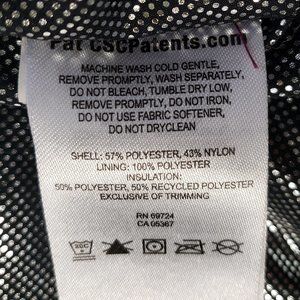 Pat CSCPatents.com
MACHINE WASH COLD GENTLE,
REMOVE PROMPTLY, WASH SEPARATELY,
DO NOT BLEACH, TUMBLE DRY LOW,
REMOVE PROMPTLY, DO NOT IRON,
DO NOT USE FABRIC SOFTENER,
DO NOT DRYCLEAN
SHELL: 57% POLYESTER, 43% NYLON
LINING: 100% POLYESTER
INSULATION:
50% POLYESTER, 50% RECYCLED POLYESTER
EXCLUSIVE OF TRIMMING
RN 69724
CA 05367